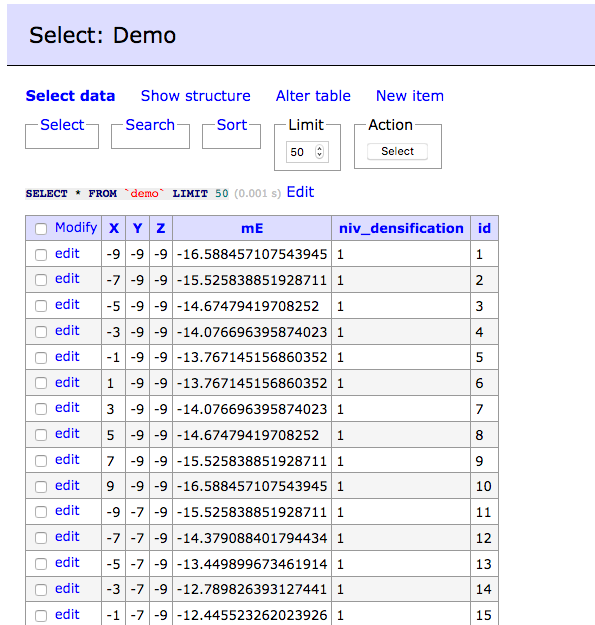 Select: Demo
Select data Show structure Alter table New item
Select Search Sort Limit Action
50 Select
SELECT * FROM `demo` LIMIT 50 (0.001 s) Edit
Modify X Y Z mE niv_densification id
edit -9 -9 -9 -16.588457107543945 1 1
edit -7 -9 -9 -15.525838851928711 1 2
edit -5 -9 -9 -14.67479419708252 1 3
edit -3 -9 -9 -14.076696395874023 1 4
edit -1 -9 -9 -13.767145156860352 1 5
edit 1 -9 -9 -13.767145156860352 1 6
edit 3 -9 -9 -14.076696395874023 1 7
edit 5 -9 -9 -14.67479419708252 1 8
edit 7 -9 -9 -15.525838851928711 1 9
edit 9 -9 -9 -16.588457107543945 1 10
edit -9 -7 -9 -15.525838851928711 1 11
edit -7 -7 -9 -14.379088401794434 1 12
edit -5 -7 -9 -13.449899673461914 1 13
edit -3 -7 -9 -12.789826393127441 1 14
edit -1 -7 -9 -12.445523262023926 1 15